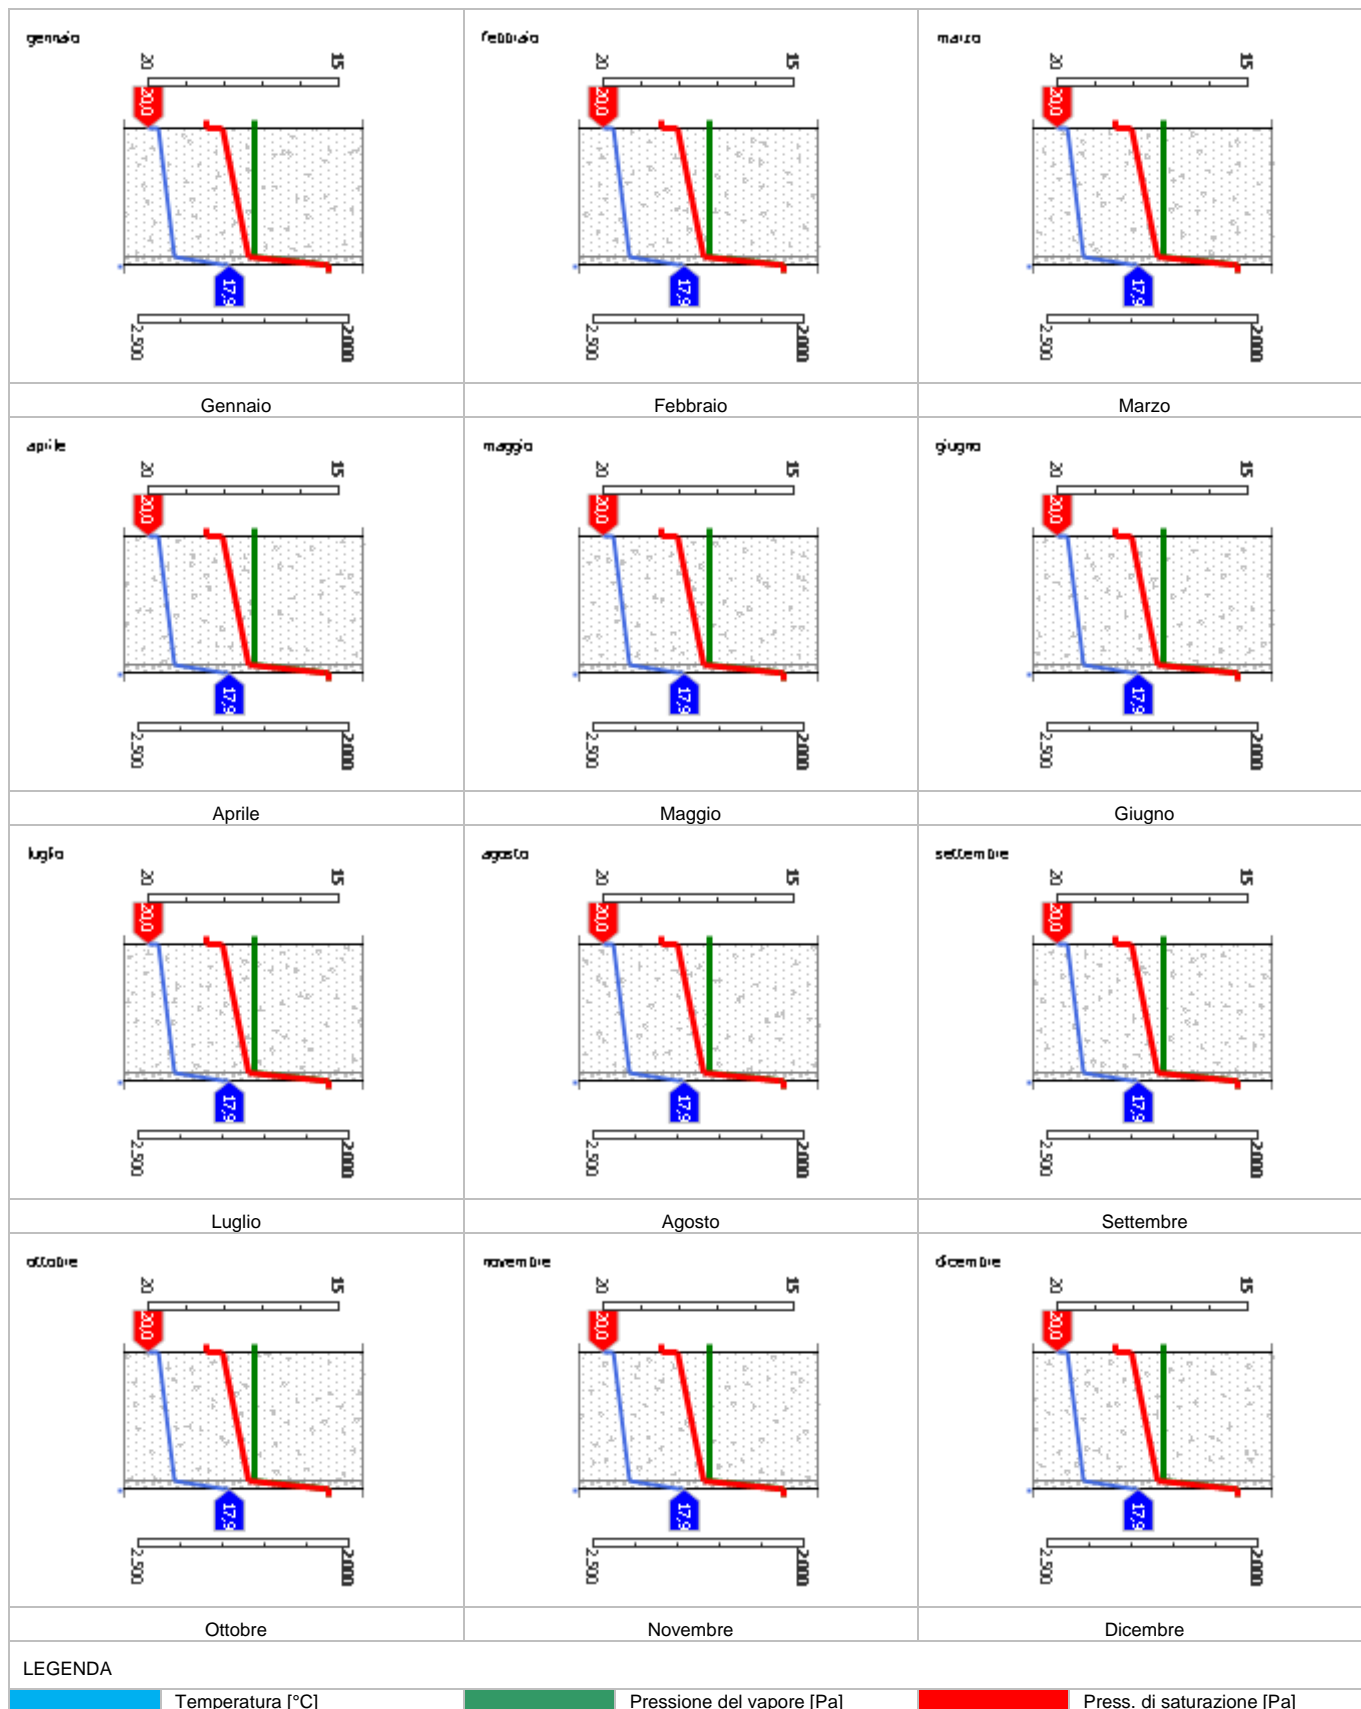 gennaio
febbraio
marzo
20 15
20 15
20 15
20,0
20,0
20,0
17,9
17,9
17,9
2.500 2.000
2.500 2.000
2.500 2.000
Gennaio
Febbraio
Marzo
aprile
maggio
giugno
20 15
20 15
20 15
20,0
20,0
20,0
17,9
17,9
17,9
2.500 2.000
2.500 2.000
2.500 2.000
Aprile
Maggio
Giugno
luglio
agosto
settembre
20 15
20 15
20 15
20,0
20,0
20,0
17,9
17,9
17,9
2.500 2.000
2.500 2.000
2.500 2.000
Luglio
Agosto
Settembre
ottobre
novembre
dicembre
20 15
20 15
20 15
20,0
20,0
20,0
17,9
17,9
17,9
2.500 2.000
2.500 2.000
2.500 2.000
Ottobre
Novembre
Dicembre
LEGENDA
Temperatura [°C]
Pressione del vapore [Pa]
Press. di saturazione [Pa]